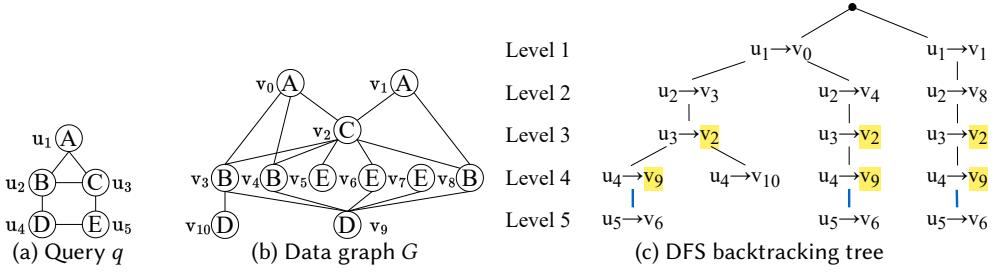 u1 A
B C
u2 u3
D E
u4 u5
(a) Query q
v0 A v1 A
v2 C
v3 B v4 B v5 E v6 E v7 E v8 B
v10 D D v9
(b) Data graph G
Level 1 u1→v0 u1→v1
Level 2 u2→v3 u2→v4 u2→v8
Level 3 u3→v2 u3→v2 u3→v2
Level 4 u4→v9 u4→v10 u4→v9 u4→v9
Level 5 u5→v6 u5→v6 u5→v6
(c) DFS backtracking tree